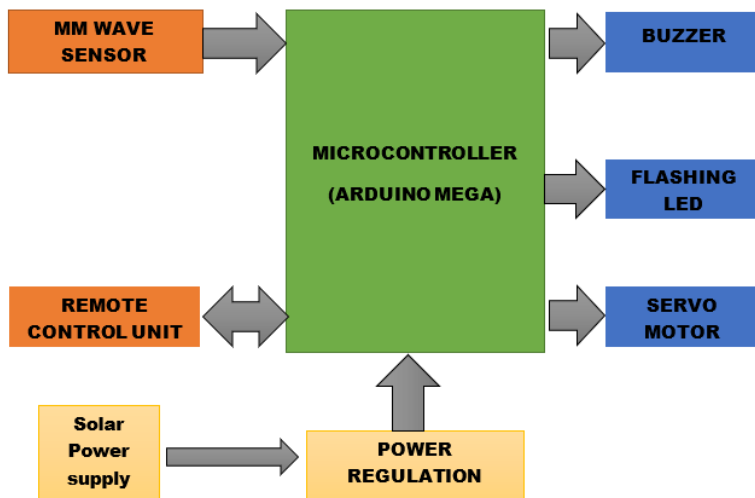 MM WAVE
SENSOR
BUZZER
MICROCONTROLLER
(ARDUINO MEGA)
FLASHING
LED
REMOTE
CONTROL UNIT
SERVO
MOTOR
Solar
Power
supply
POWER
REGULATION